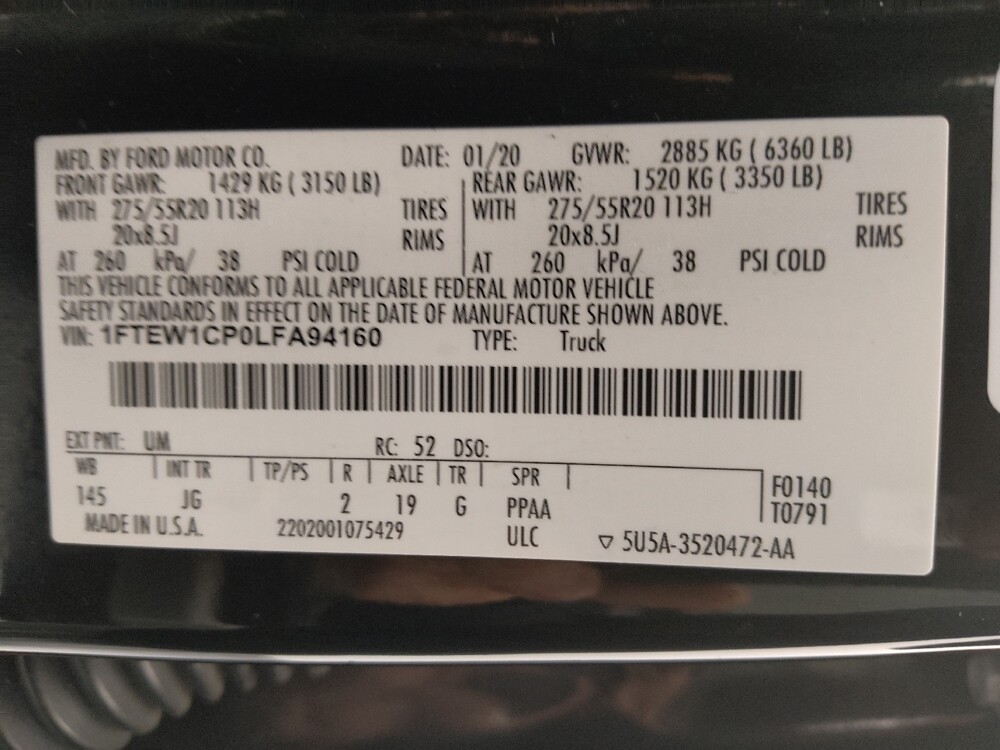 MFD. BY FORD MOTOR CO. DATE: 01/20 GVWR: 2885 KG ( 6360 LB)
FRONT GAWR: 1429 KG ( 3150 LB) REAR GAWR: 1520 KG ( 3350 LB)
WITH 275/55R20 113H TIRES WITH 275/55R20 113H TIRES
20x8.5J RIMS 20x8.5J RIMS
AT 260 kPa/ 38 PSI COLD AT 260 kPa/ 38 PSI COLD
THIS VEHICLE CONFORMS TO ALL APPLICABLE FEDERAL MOTOR VEHICLE
SAFETY STANDARDS IN EFFECT ON THE DATE OF MANUFACTURE SHOWN ABOVE.
VIN: 1FTEW1CP0LFA94160 TYPE: Truck
EXT PNT: UM RC: 52 DSO:
WB INT TR TP/PS R AXLE TR SPR F0140
145 JG 2 19 G PPAA T0791
MADE IN U.S.A. 2202001075429 ULC ▽ 5U5A-3520472-AA